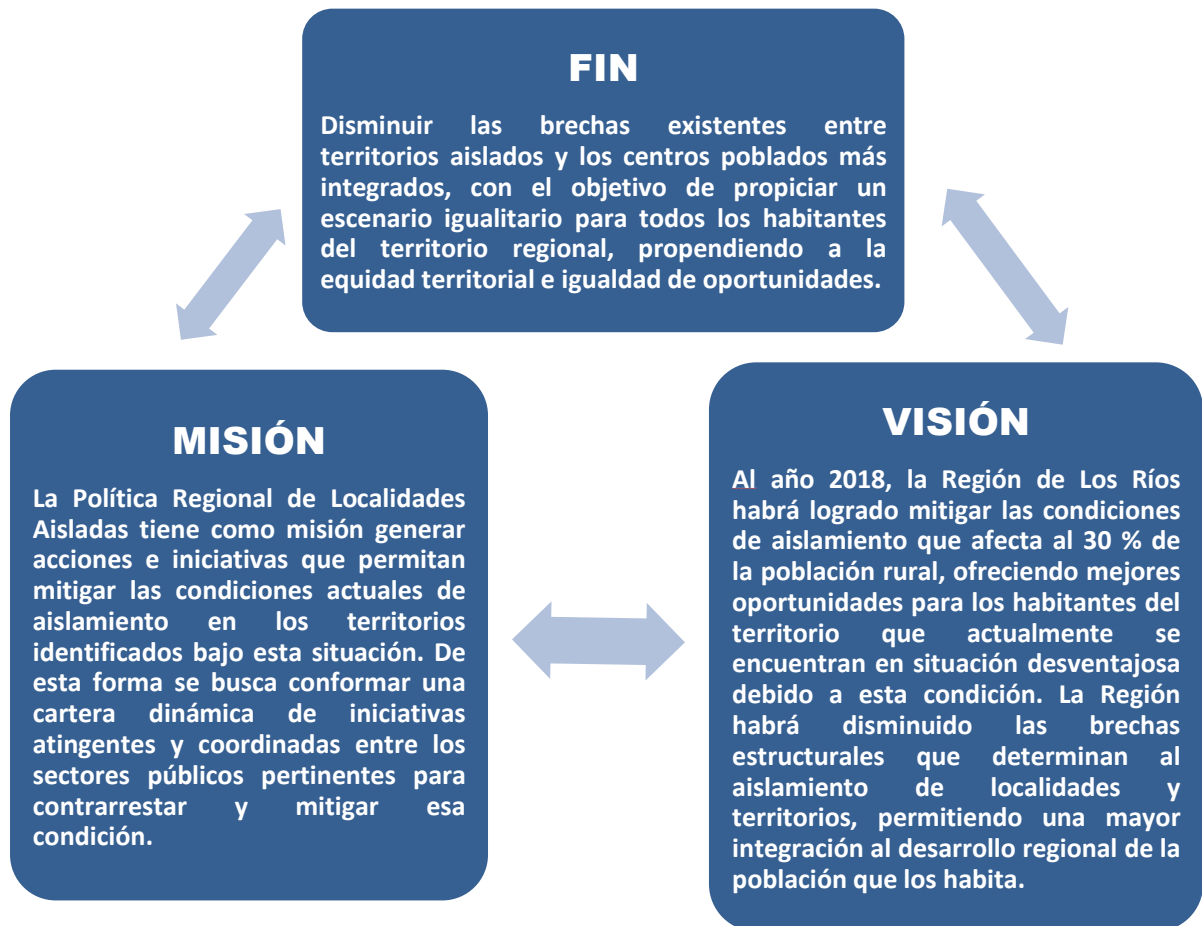 FIN
Disminuir las brechas existentes entre
territorios aislados y los centros poblados más
integrados, con el objetivo de propiciar un
escenario igualitario para todos los habitantes
del territorio regional, propendiendo a la
equidad territorial e igualdad de oportunidades.
MISIÓN
La Política Regional de Localidades
Aisladas tiene como misión generar
acciones e iniciativas que permitan
mitigar las condiciones actuales de
aislamiento en los territorios
identificados bajo esta situación. De
esta forma se busca conformar una
cartera dinámica de iniciativas
atingentes y coordinadas entre los
sectores públicos pertinentes para
contrarrestar y mitigar esa
condición.
VISIÓN
Al año 2018, la Región de Los Ríos
habrá logrado mitigar las condiciones
de aislamiento que afecta al 30 % de
la población rural, ofreciendo mejores
oportunidades para los habitantes del
territorio que actualmente se
encuentran en situación desventajosa
debido a esta condición. La Región
habrá disminuido las brechas
estructurales que determinan al
aislamiento de localidades y
territorios, permitiendo una mayor
integración al desarrollo regional de la
población que los habita.